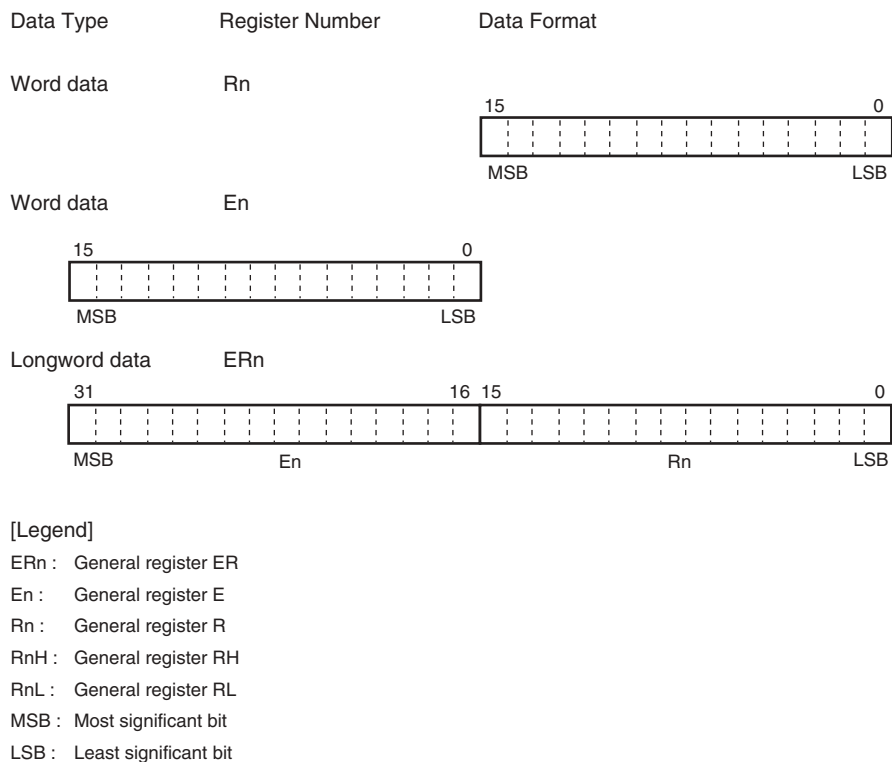 Data Type Register Number Data Format
Word data Rn
15 0
MSB LSB
Word data En
15 0
MSB LSB
Longword data ERn
31 16 15 0
MSB En Rn LSB
[Legend]
ERn : General register ER
En : General register E
Rn : General register R
RnH : General register RH
RnL : General register RL
MSB : Most significant bit
LSB : Least significant bit